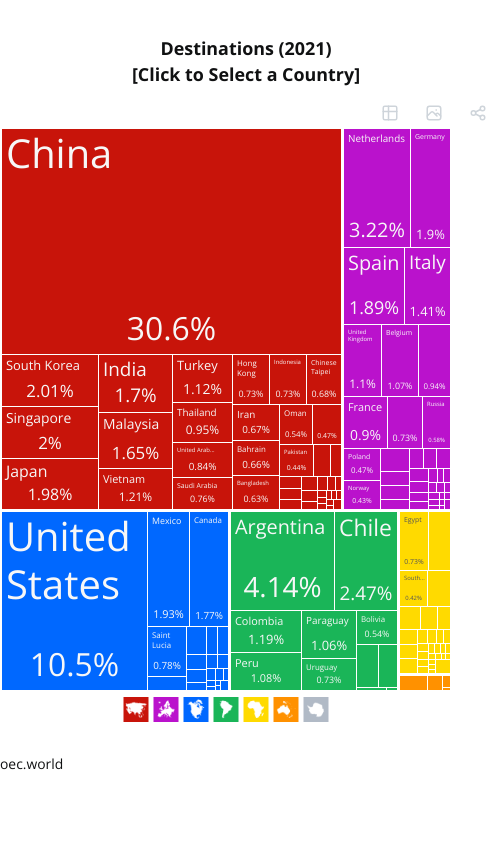 Destinations (2021)
[Click to Select a Country]
China
30.6%
South Korea
2.01%
Singapore
2%
Japan
1.98%
India
1.7%
Malaysia
1.65%
Vietnam
1.21%
Turkey
1.12%
Thailand
0.95%
United Arab...
0.84%
Saudi Arabia
0.76%
Hong
Kong
0.73%
Indonesia
0.73%
Chinese
Taipei
0.68%
Iran
0.67%
Bahrain
0.66%
Bangladesh
0.63%
Oman
0.54%
0.47%
Pakistan
0.44%
Netherlands
3.22%
Germany
1.9%
Spain
1.89%
Italy
1.41%
United
Kingdom
1.1%
Belgium
1.07%
0.94%
France
0.9%
0.73%
Russia
0.58%
Poland
0.47%
Norway
0.43%
United
States
10.5%
Mexico
1.93%
Canada
1.77%
Saint
Lucia
0.78%
Argentina
4.14%
Chile
2.47%
Colombia
1.19%
Peru
1.08%
Paraguay
1.06%
Uruguay
0.73%
Bolivia
0.54%
Egypt
0.73%
South...
0.42%
oec.world